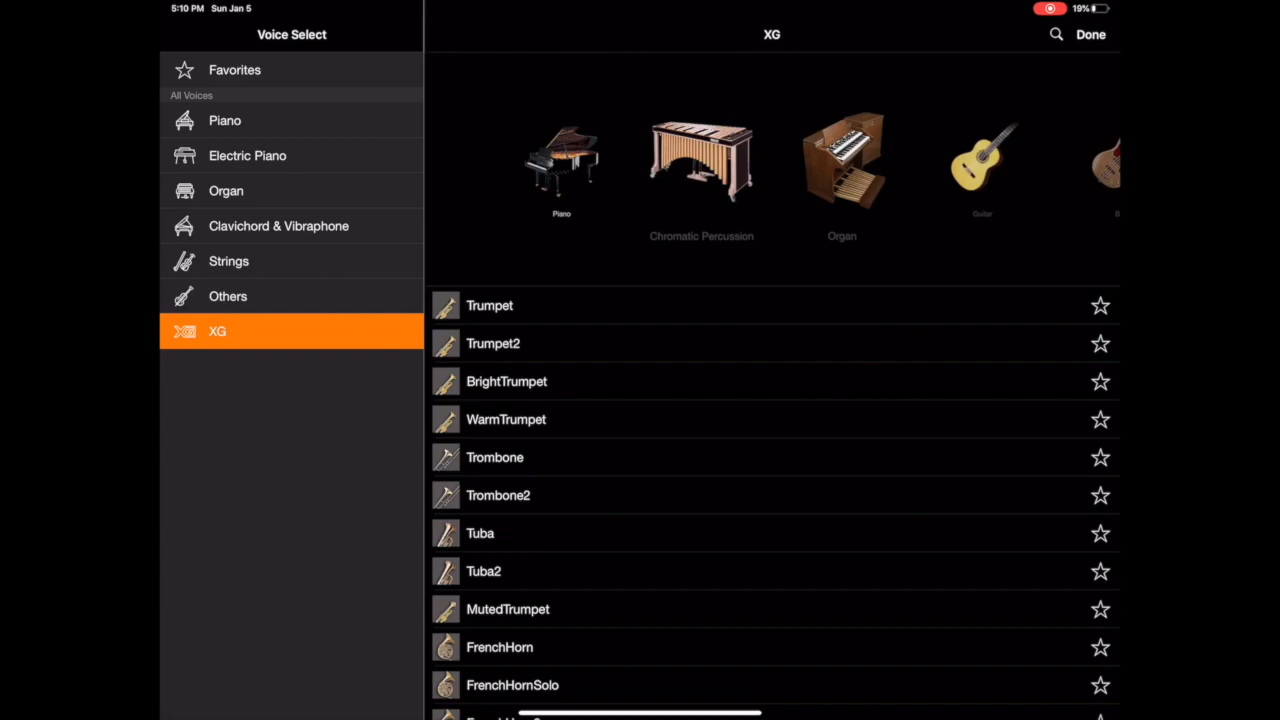 5:10 PM Sun Jan 5
19%
Voice Select
XG
Done
Favorites
All Voices
Piano
Electric Piano
Organ
Clavichord & Vibraphone
Strings
Others
XG
Piano
Chromatic Percussion
Organ
Guitar
B
Trumpet
Trumpet2
BrightTrumpet
WarmTrumpet
Trombone
Trombone2
Tuba
Tuba2
MutedTrumpet
FrenchHorn
FrenchHornSolo